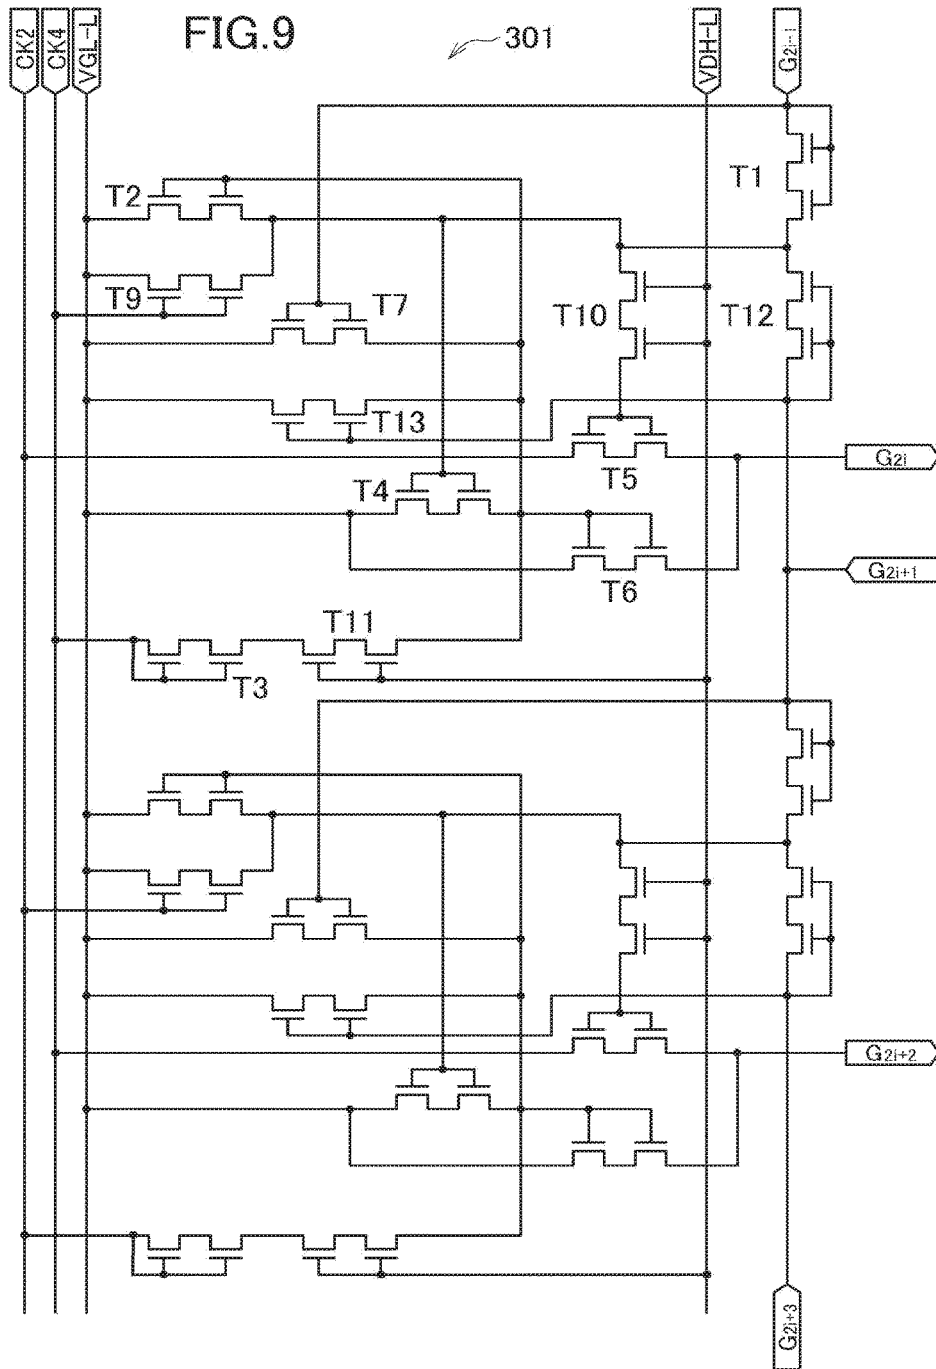 FIG.9
301
CK2
CK4
VGL-L
VDH-L
G2i-1
T1
T2
T9
T7
T10
T12
T13
T5
G2i
T4
T6
G2i+1
T11
T3
G2i+2
G2i+3